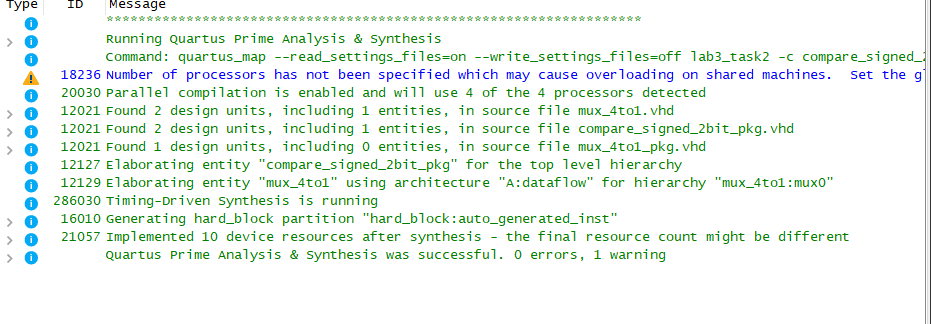 Type ID Message
*******************************************************************
Running Quartus Prime Analysis & Synthesis
Command: quartus_map --read_settings_files=on --write_settings_files=off lab3_task2 -c compare_signed_2
18236 Number of processors has not been specified which may cause overloading on shared machines.  Set the gl
20030 Parallel compilation is enabled and will use 4 of the 4 processors detected
12021 Found 2 design units, including 1 entities, in source file mux_4to1.vhd
12021 Found 2 design units, including 1 entities, in source file compare_signed_2bit_pkg.vhd
12021 Found 1 design units, including 0 entities, in source file mux_4to1_pkg.vhd
12127 Elaborating entity "compare_signed_2bit_pkg" for the top level hierarchy
12129 Elaborating entity "mux_4to1" using architecture "A:dataflow" for hierarchy "mux_4to1:mux0"
286030 Timing-Driven Synthesis is running
16010 Generating hard_block partition "hard_block:auto_generated_inst"
21057 Implemented 10 device resources after synthesis - the final resource count might be different
Quartus Prime Analysis & Synthesis was successful. 0 errors, 1 warning